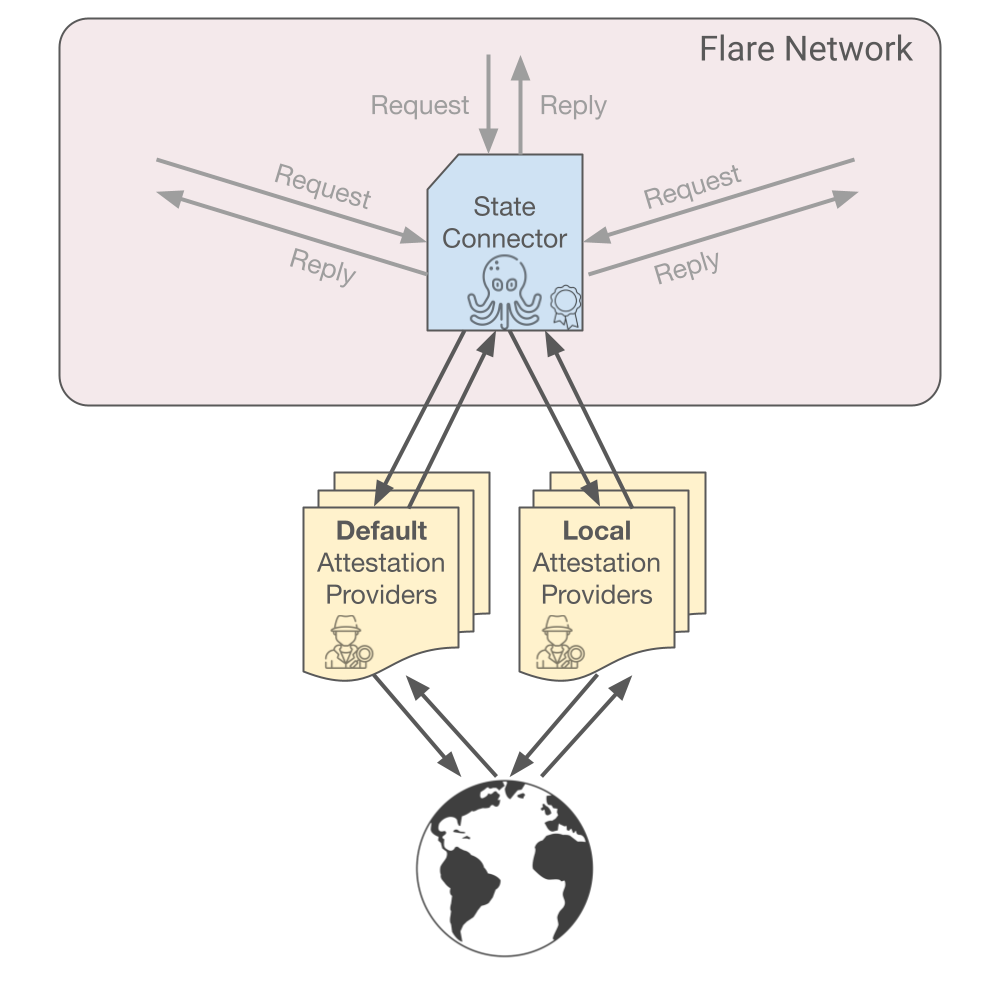 Flare Network
Request
Reply
Request
Request
Reply
Reply
State
Connector
Default
Attestation
Providers
Local
Attestation
Providers